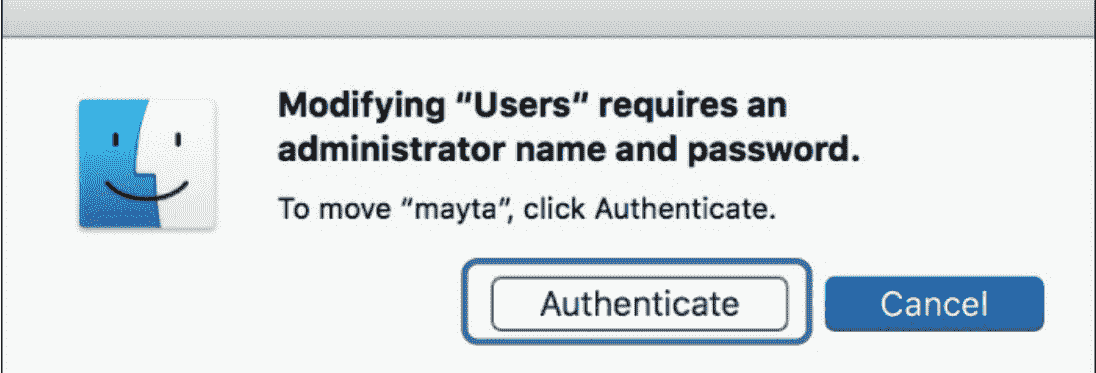 Modifying “Users” requires an
administrator name and password.
To move “mayta”, click Authenticate.
Authenticate
Cancel